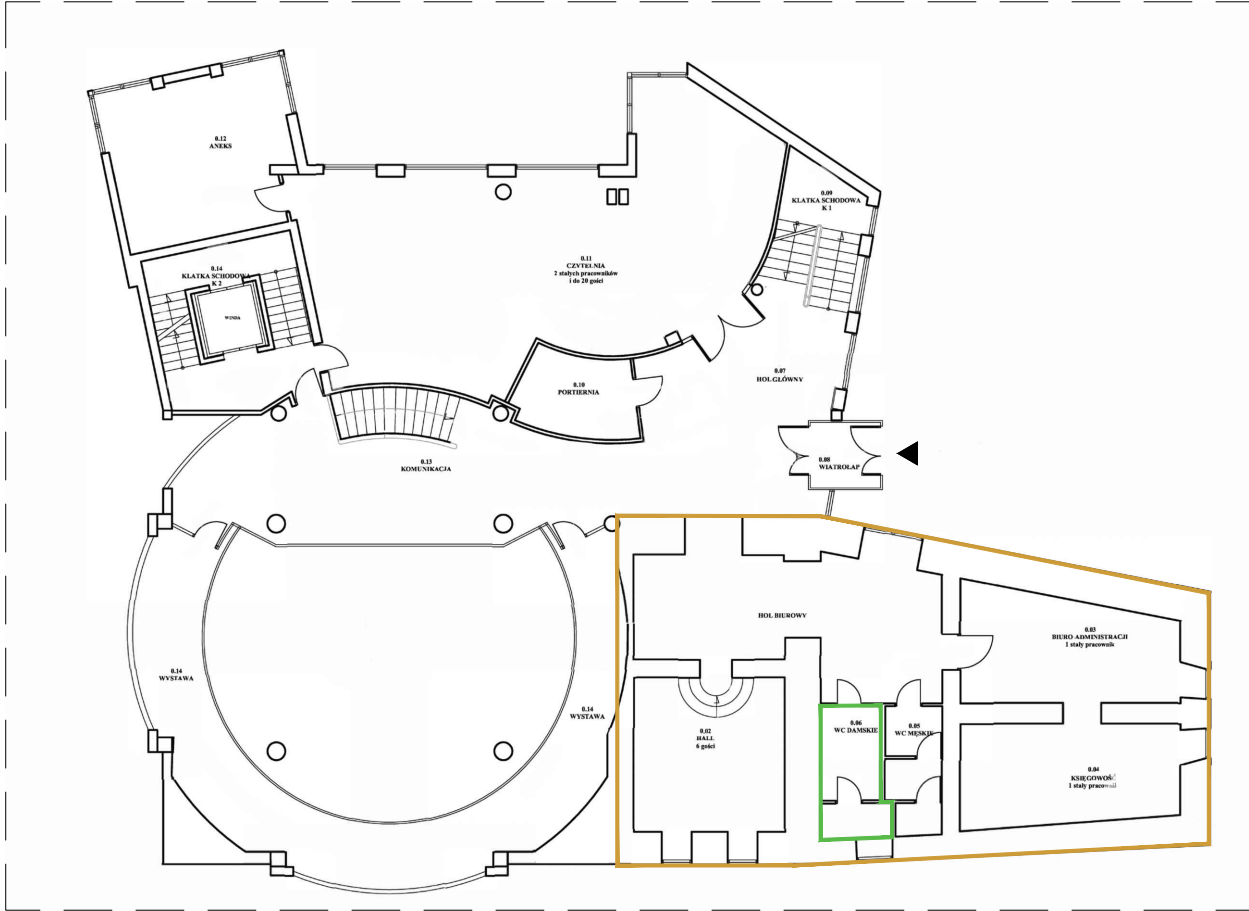 0.12
ANEKS
0.09
KLATKA SCHODOWA
K 1
0.11
CZYTELNIA
2 stałych pracowników
i do 20 gości
0.14
KLATKA SCHODOWA
K 2
WINDA
0.07
HOL GŁÓWNY
0.10
PORTIERNIA
0.08
WIATROŁAP
0.13
KOMUNIKACJA
HOL BIUROWY
0.03
BIURO ADMINISTRACJI
1 stały pracownik
0.14
WYSTAWA
0.14
WYSTAWA
0.02
HALL
6 gości
0.06
WC DAMSKIE
0.05
WC MĘSKIE
0.04
KSIĘGOWOŚĆ
1 stały pracownik